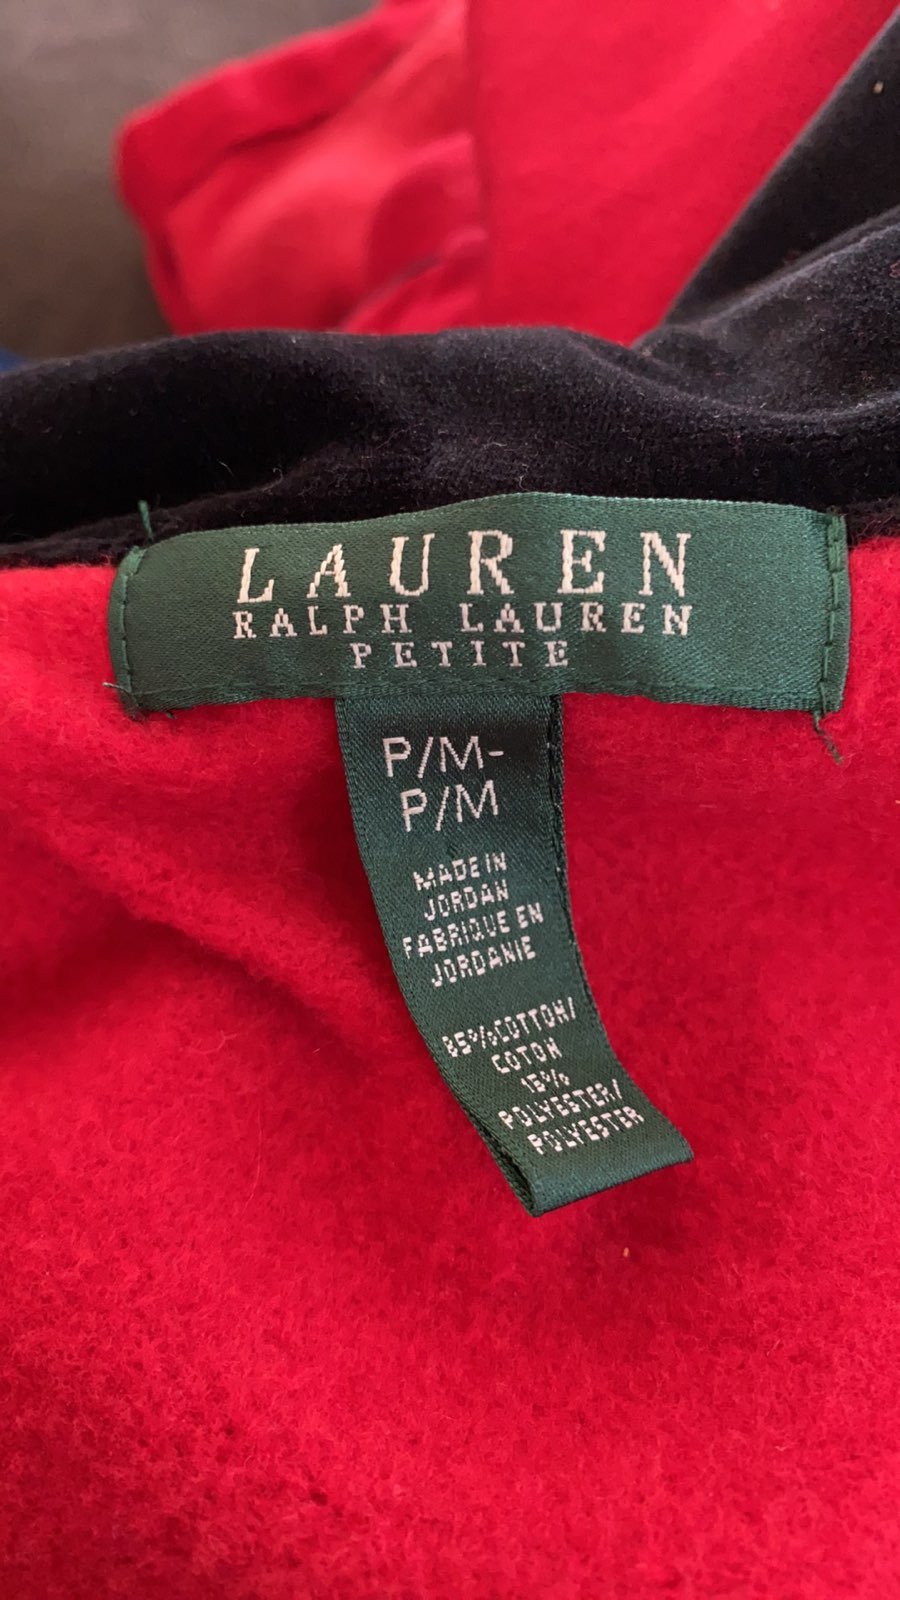 LAUREN
RALPH LAUREN
PETITE
P/M-
P/M
MADE IN
JORDAN
FABRIQUE EN
JORDANIE
85% COTTON/
COTON
15%
POLYESTER/
POLYESTER